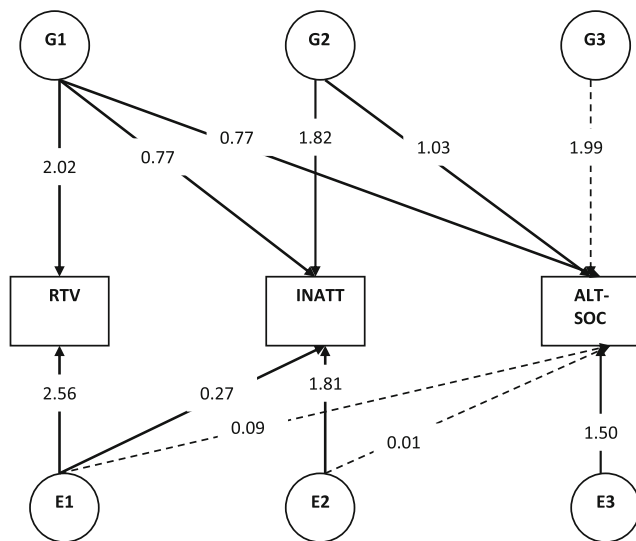 G1
G2
G3
0.77
1.82
0.77
1.03
1.99
2.02
RTV
INATT
ALT-
SOC
2.56
0.27
1.81
0.09
0.01
1.50
E1
E2
E3